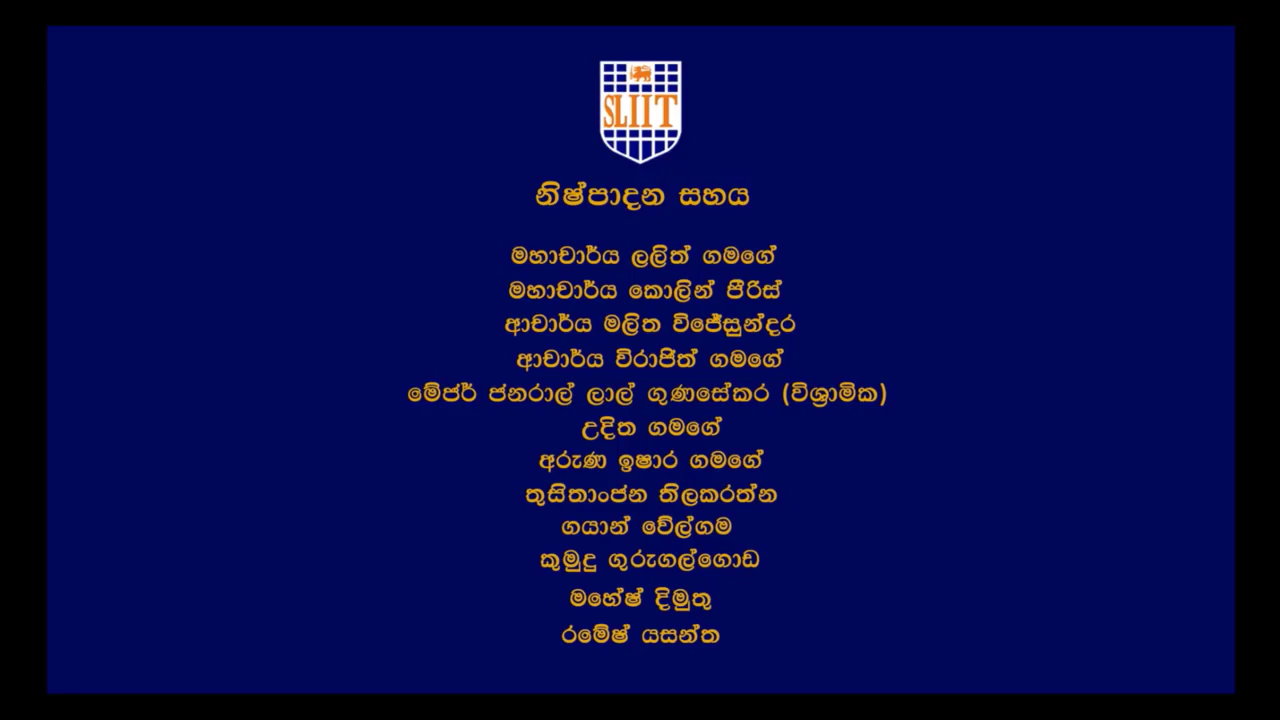 SLIIT
නිෂ්පාදන සහය
මහාචාර්ය ලලිත් ගමගේ
මහාචාර්ය කොලින් පීරිස්
ආචාර්ය මලිත විජේසුන්දර
ආචාර්ය විරාජිත් ගමගේ
මේජර් ජනරාල් ලාල් ගුණසේකර (විශ්‍රාමික)
උදිත ගමගේ
අරුණ ඉෂාර ගමගේ
තුසිතාංජන තිලකරත්න
ගයාන් වේල්ගම
කුමුදු ගුරුගල්ගොඩ
මහේෂ් දිමුතු
රමේෂ් යසන්ත